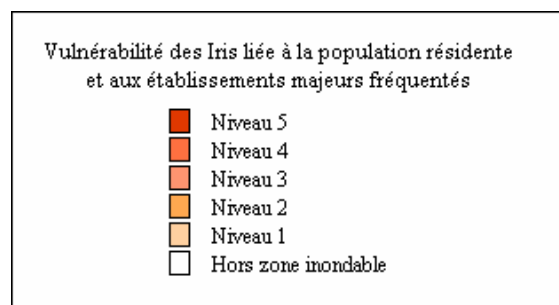 Vulnérabilité des Iris liée à la population résidente
et aux établissements majeurs fréquentés
Niveau 5
Niveau 4
Niveau 3
Niveau 2
Niveau 1
Hors zone inondable